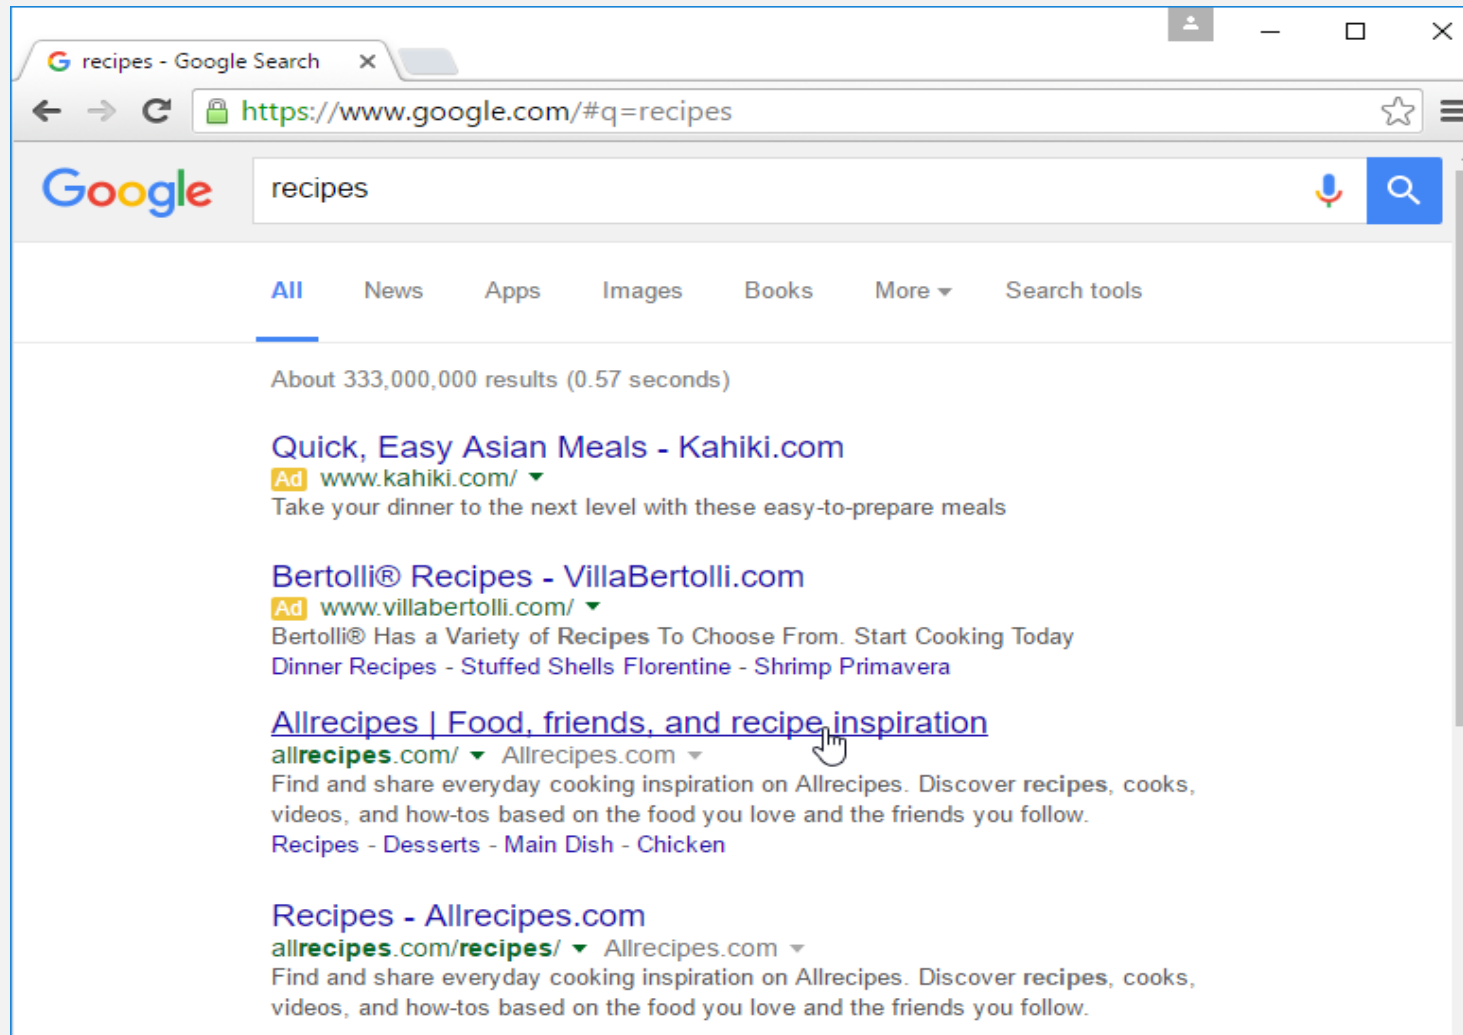 recipes - Google Search
https://www.google.com/#q=recipes
Google
recipes
All News Apps Images Books More Search tools
About 333,000,000 results (0.57 seconds)
Quick, Easy Asian Meals - Kahiki.com
Ad www.kahiki.com/
Take your dinner to the next level with these easy-to-prepare meals
Bertolli® Recipes - VillaBertolli.com
Ad www.villabertolli.com/
Bertolli® Has a Variety of Recipes To Choose From. Start Cooking Today
Dinner Recipes - Stuffed Shells Florentine - Shrimp Primavera
Allrecipes | Food, friends, and recipe inspiration
allrecipes.com/ Allrecipes.com
Find and share everyday cooking inspiration on Allrecipes. Discover recipes, cooks,
videos, and how-tos based on the food you love and the friends you follow.
Recipes - Desserts - Main Dish - Chicken
Recipes - Allrecipes.com
allrecipes.com/recipes/ Allrecipes.com
Find and share everyday cooking inspiration on Allrecipes. Discover recipes, cooks,
videos, and how-tos based on the food you love and the friends you follow.